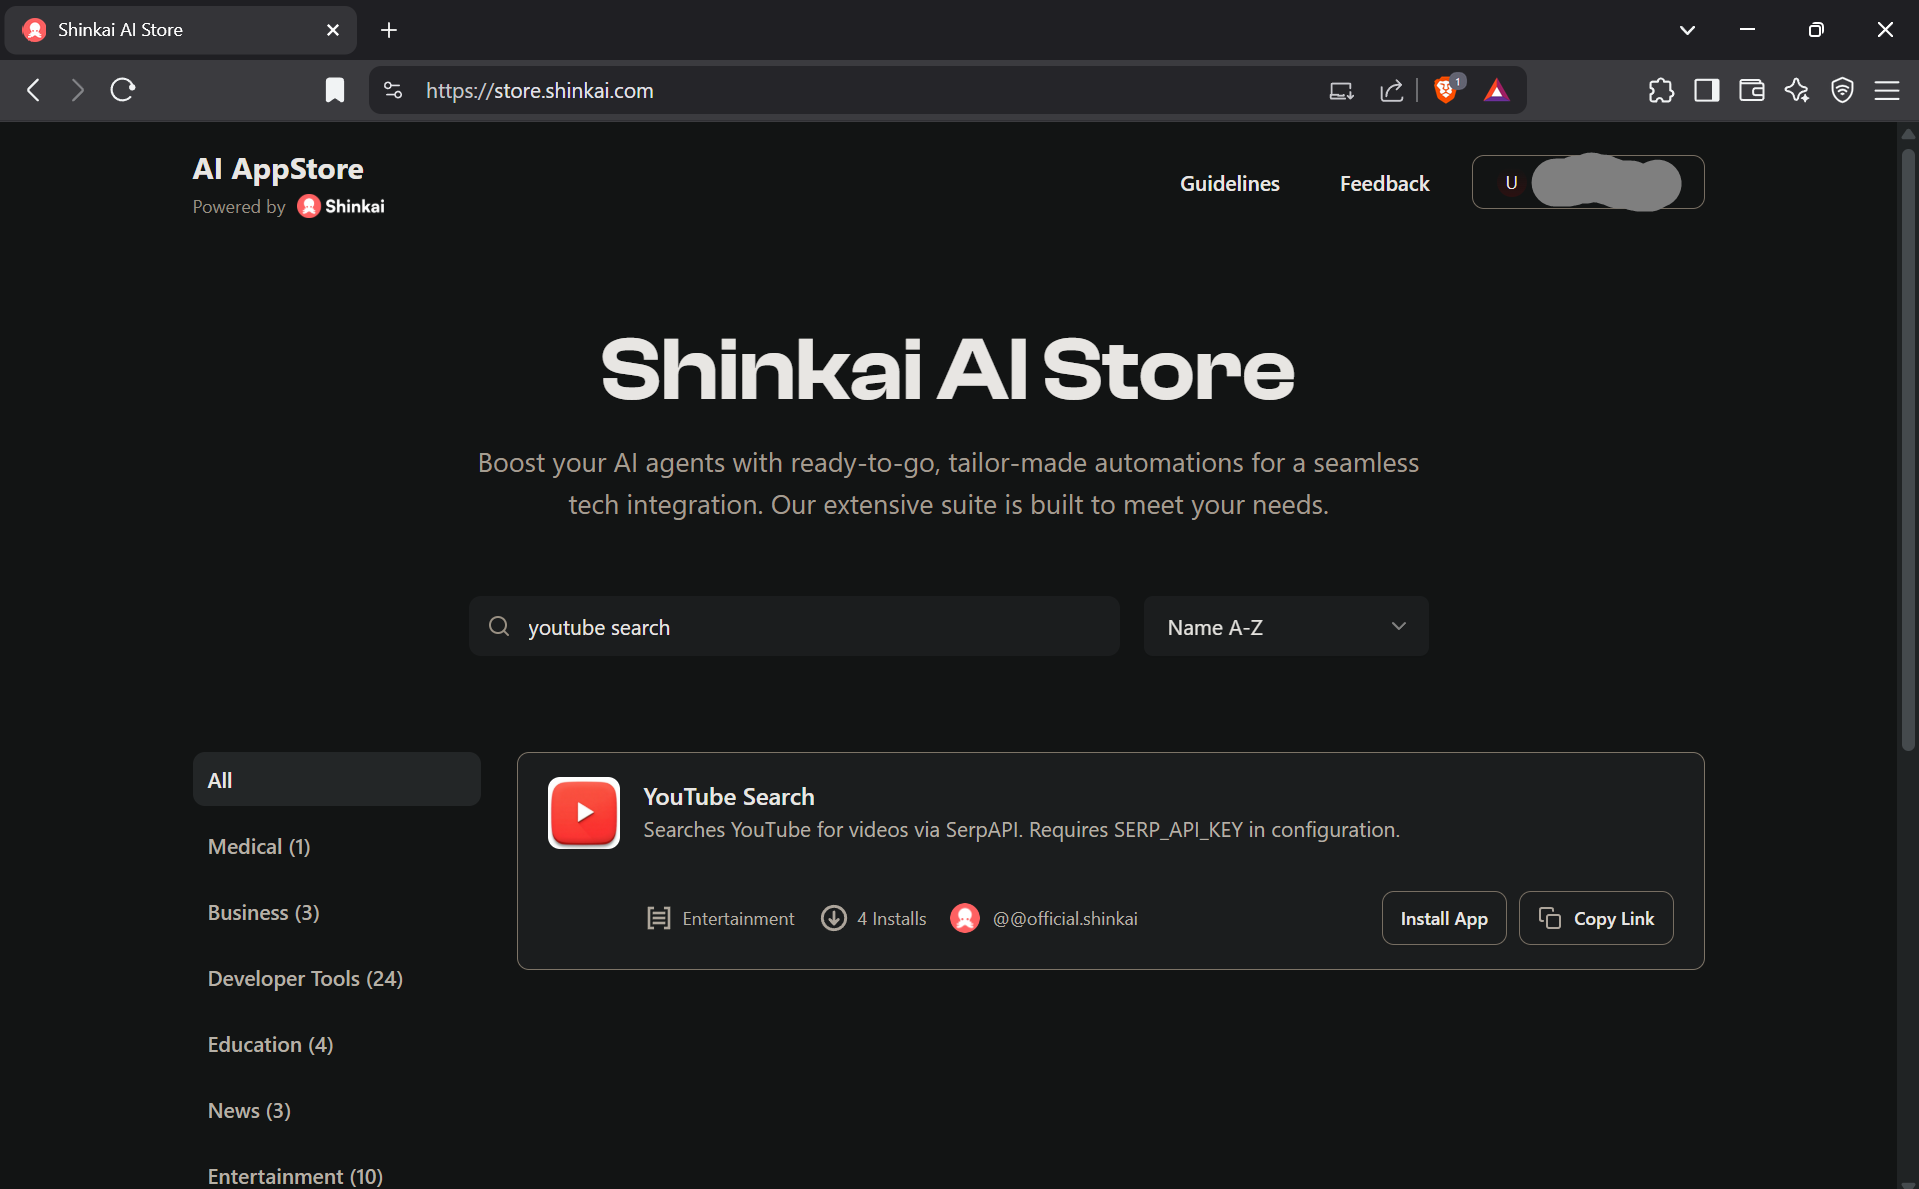 Shinkai AI Store
https://store.shinkai.com
1
AI AppStore
Powered by Shinkai
Guidelines
Feedback
U
Shinkai AI Store
Boost your AI agents with ready-to-go, tailor-made automations for a seamless
tech integration. Our extensive suite is built to meet your needs.
youtube search
Name A-Z
All
Medical (1)
Business (3)
Developer Tools (24)
Education (4)
News (3)
Entertainment (10)
YouTube Search
Searches YouTube for videos via SerpAPI. Requires SERP_API_KEY in configuration.
Entertainment
4 Installs
@@official.shinkai
Install App
Copy Link